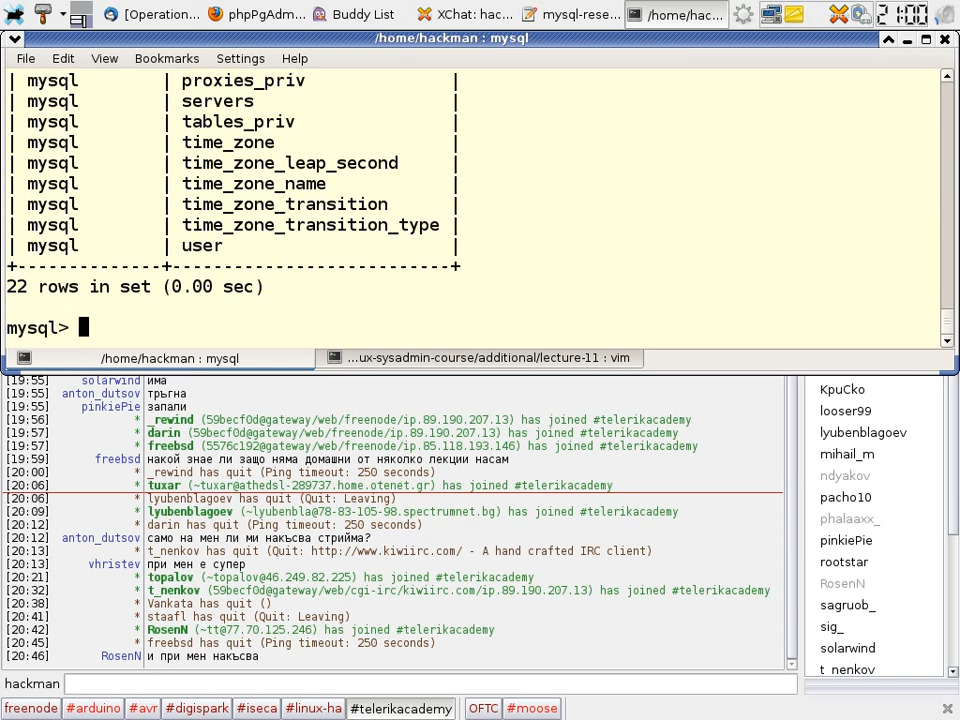 [Operation... phpPgAdm... Buddy List XChat: hac... mysql-rese... /home/hac... 21:00
/home/hackman : mysql
File Edit View Bookmarks Settings Help
| mysql | proxies_priv |
| mysql | servers |
| mysql | tables_priv |
| mysql | time_zone |
| mysql | time_zone_leap_second |
| mysql | time_zone_name |
| mysql | time_zone_transition |
| mysql | time_zone_transition_type |
| mysql | user |
+--------------+---------------------------+
22 rows in set (0.00 sec)
mysql>
/home/hackman : mysql ...ux-sysadmin-course/additional/lecture-11 : vim
[19:55] solarwind има
[19:55] anton_dutsov тръгна
[19:55] pinkiePie запали
[19:56] * _rewind (59becf0d@gateway/web/freenode/ip.89.190.207.13) has joined #telerikacademy
[19:57] * darin (59becf0d@gateway/web/freenode/ip.89.190.207.13) has joined #telerikacademy
[19:57] * freebsd (5576c192@gateway/web/freenode/ip.85.118.193.146) has joined #telerikacademy
[19:59] freebsd накой знае ли защо няма домашни от няколко лекции насам
[20:00] * _rewind has quit (Ping timeout: 250 seconds)
[20:06] * tuxar (~tuxar@athedsl-289737.home.otenet.gr) has joined #telerikacademy
[20:06] * lyubenblagoev has quit (Quit: Leaving)
[20:09] * lyubenblagoev (~lyubenbla@78-83-105-98.spectrumnet.bg) has joined #telerikacademy
[20:12] * darin has quit (Ping timeout: 250 seconds)
[20:12] anton_dutsov само на мен ли ми накъсва стрийма?
[20:13] * t_nenkov has quit (Quit: http://www.kiwiirc.com/ - A hand crafted IRC client)
[20:13] vhristev при мен е супер
[20:21] * topalov (~topalov@46.249.82.225) has joined #telerikacademy
[20:32] * t_nenkov (59becf0d@gateway/web/cgi-irc/kiwiirc.com/ip.89.190.207.13) has joined #telerikacademy
[20:38] * Vankata has quit ()
[20:41] * staafl has quit (Quit: Leaving)
[20:42] * RosenN (~tt@77.70.125.246) has joined #telerikacademy
[20:45] * freebsd has quit (Ping timeout: 250 seconds)
[20:46] RosenN и при мен накъсва
KpuCko
looser99
lyubenblagoev
mihail_m
ndyakov
pacho10
phalaax_
pinkiePie
rootstar
RosenN
sagruob_
sig_
solarwind
t_nenkov
hackman
freenode #arduino #avr #digispark #iseca #linux-ha #telerikacademy OFTC #moose